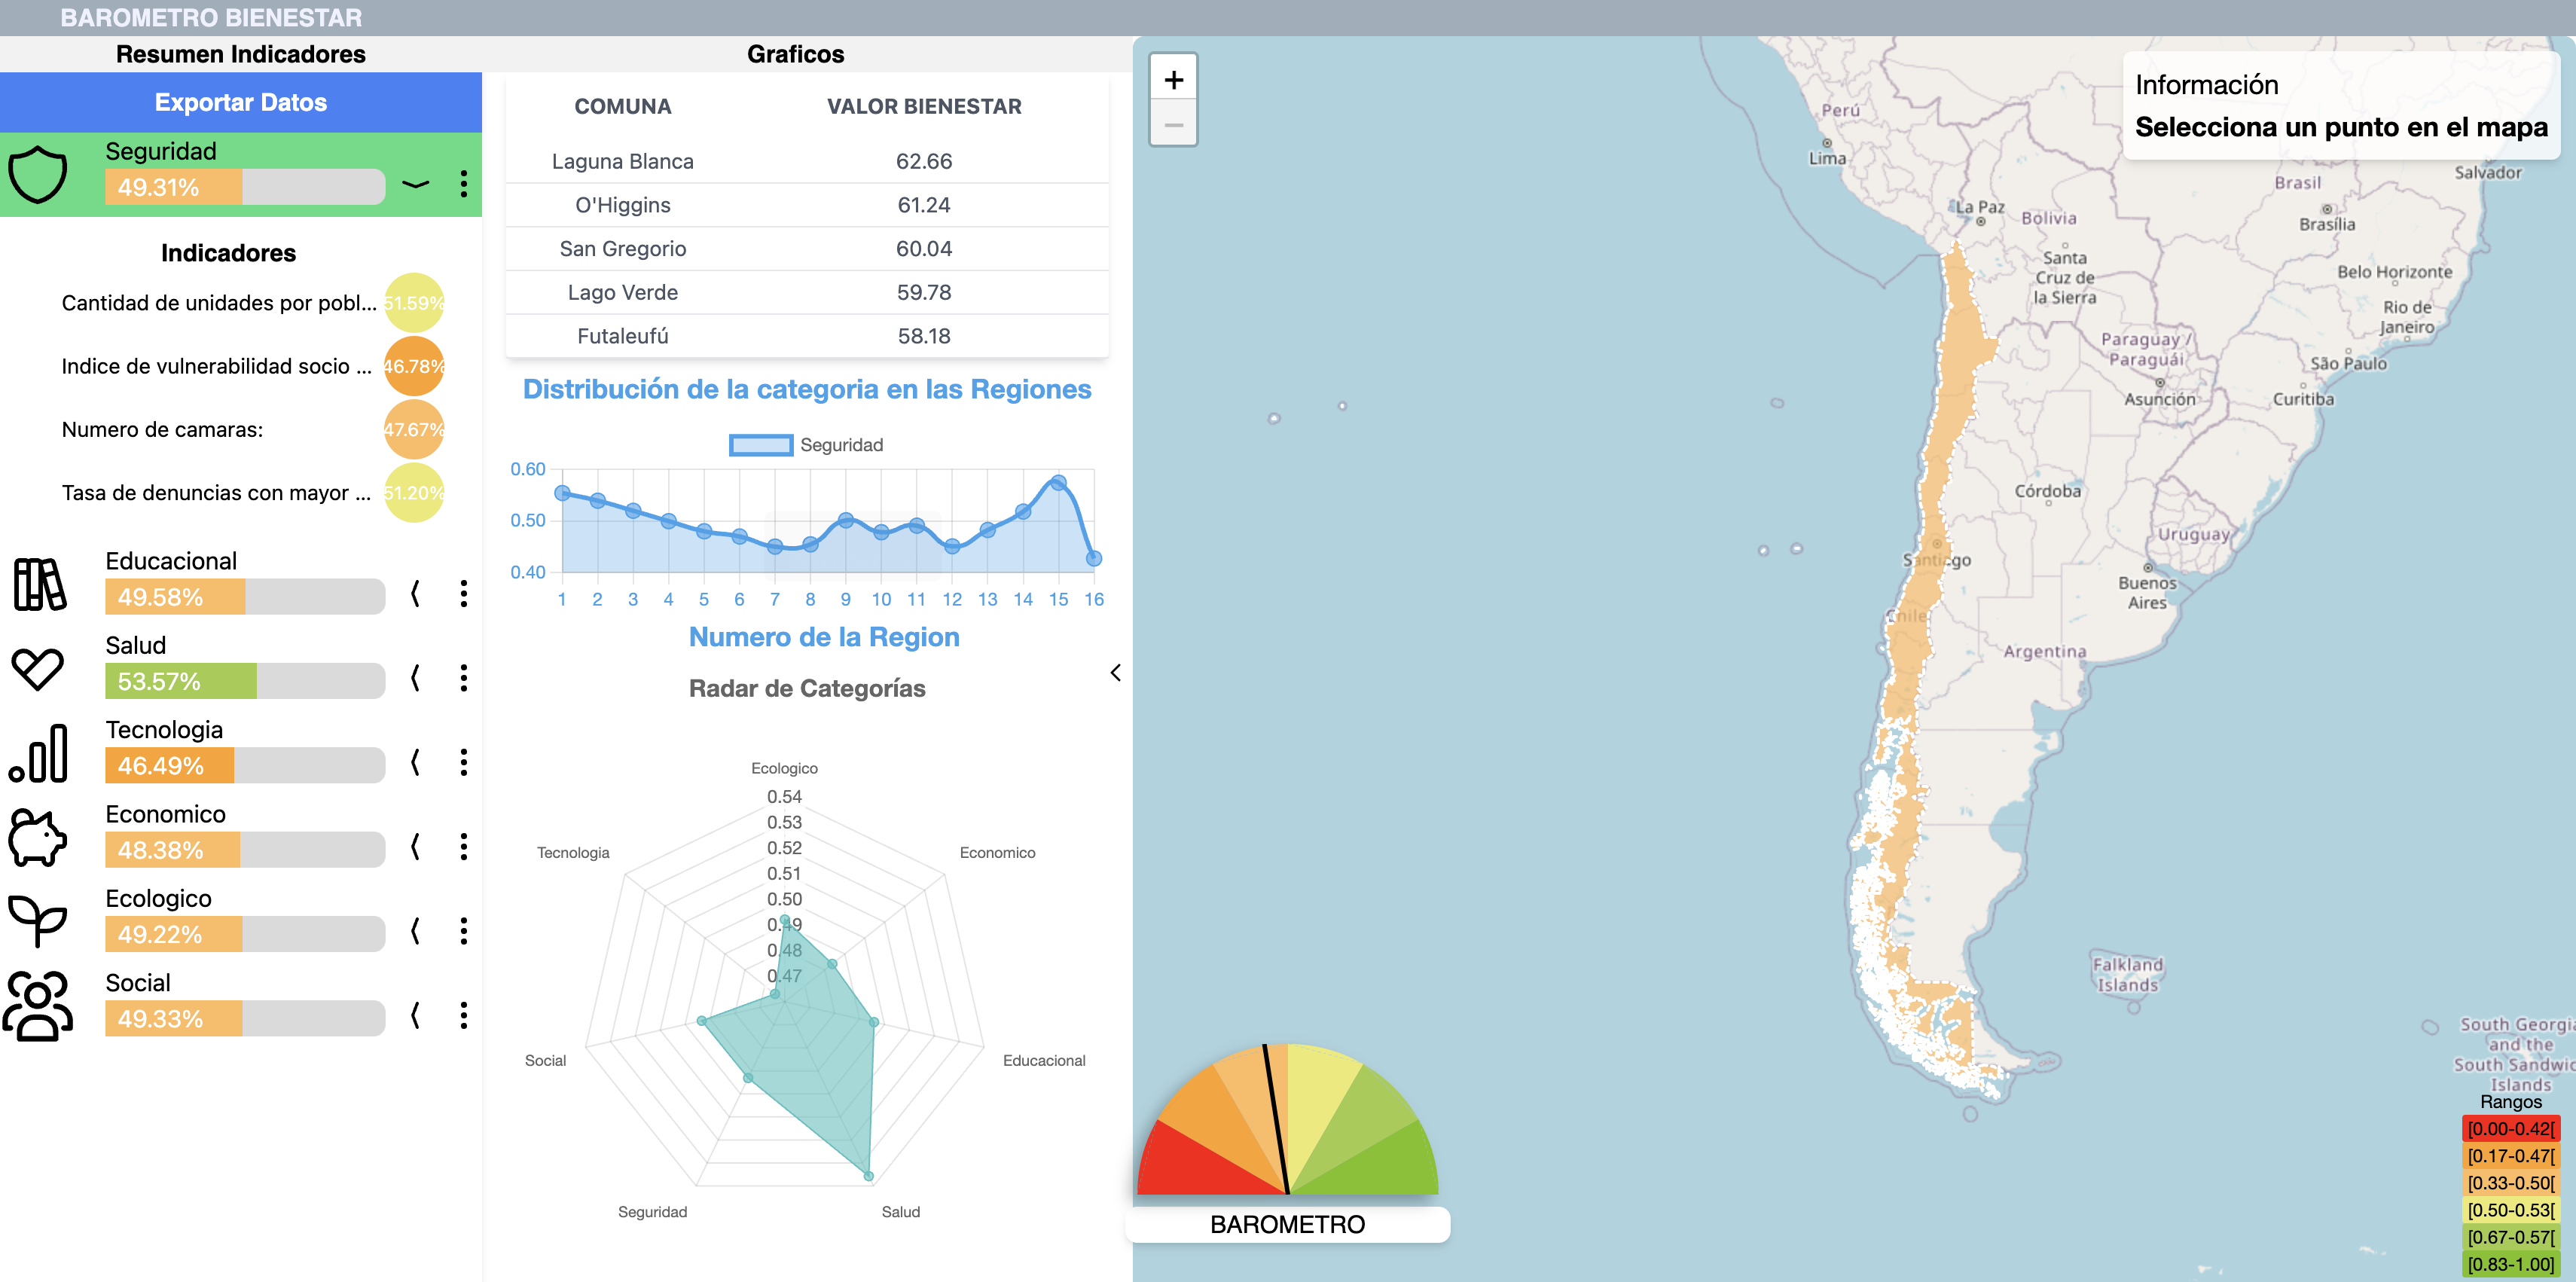 BAROMETRO BIENESTAR
Resumen Indicadores
Exportar Datos
Seguridad
49.31%
Indicadores
Cantidad de unidades por pobl...
51.59%
Indice de vulnerabilidad socio ...
46.78%
Numero de camaras:
47.67%
Tasa de denuncias con mayor ...
51.20%
Educacional
49.58%
Salud
53.57%
Tecnologia
46.49%
Economico
48.38%
Ecologico
49.22%
Social
49.33%
Graficos
COMUNA VALOR BIENESTAR
Laguna Blanca 62.66
O'Higgins 61.24
San Gregorio 60.04
Lago Verde 59.78
Futaleufú 58.18
Distribución de la categoria en las Regiones
Seguridad
0.60
0.50
0.40
1 2 3 4 5 6 7 8 9 10 11 12 13 14 15 16
Numero de la Region
Radar de Categorías
Ecologico
0.54
0.53
0.52
0.51
0.50
0.49
0.48
0.47
Tecnologia
Economico
Social
Educacional
Seguridad
Salud
+
−
Información
Selecciona un punto en el mapa
Perú
Lima
La Paz
Bolivia
Santa
Cruz de
la Sierra
Brasil
Salvador
Brasília
Belo Horizonte
Rio de
Janeiro
Paraguay /
Paraguái
São Paulo
Asunción
Curitiba
Córdoba
Uruguay
Santiago
Buenos
Aires
Chile
Argentina
Falkland
Islands
South Georgia
and the
South Sandwic
Islands
BAROMETRO
Rangos
[0.00-0.42[
[0.17-0.47[
[0.33-0.50[
[0.50-0.53[
[0.67-0.57[
[0.83-1.00]